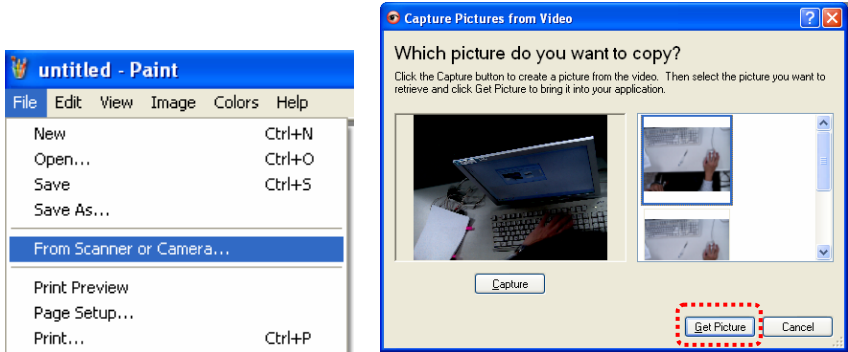 untitled - Paint
File Edit View Image Colors Help
New Ctrl+N
Open... Ctrl+O
Save Ctrl+S
Save As...
From Scanner or Camera...
Print Preview
Page Setup...
Print... Ctrl+P
Capture Pictures from Video
Which picture do you want to copy?
Click the Capture button to create a picture from the video. Then select the picture you want to
retrieve and click Get Picture to bring it into your application.
Capture
Get Picture Cancel